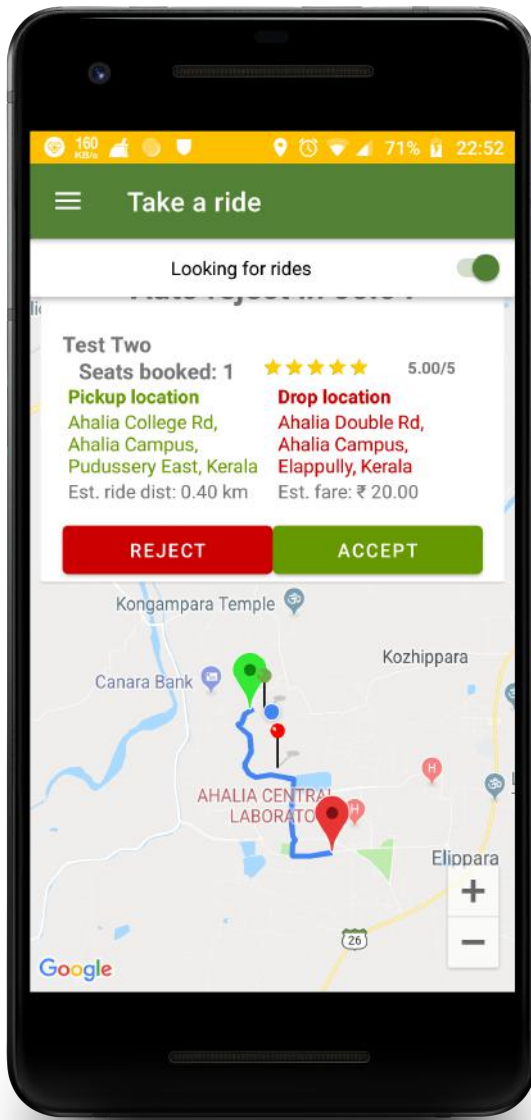 160
KB/s
71% 22:52
Take a ride
Looking for rides
Auto reject in
Test Two
Seats booked: 1 5.00/5
Pickup location
Ahalia College Rd,
Ahalia Campus,
Pudussery East, Kerala
Est. ride dist: 0.40 km
Drop location
Ahalia Double Rd,
Ahalia Campus,
Elappully, Kerala
Est. fare: ₹ 20.00
REJECT ACCEPT
Kongampara Temple
Kozhippara
Canara Bank
H
AHALIA CENTRAL
LABORATO
H
Elippara
+
26
−
Google